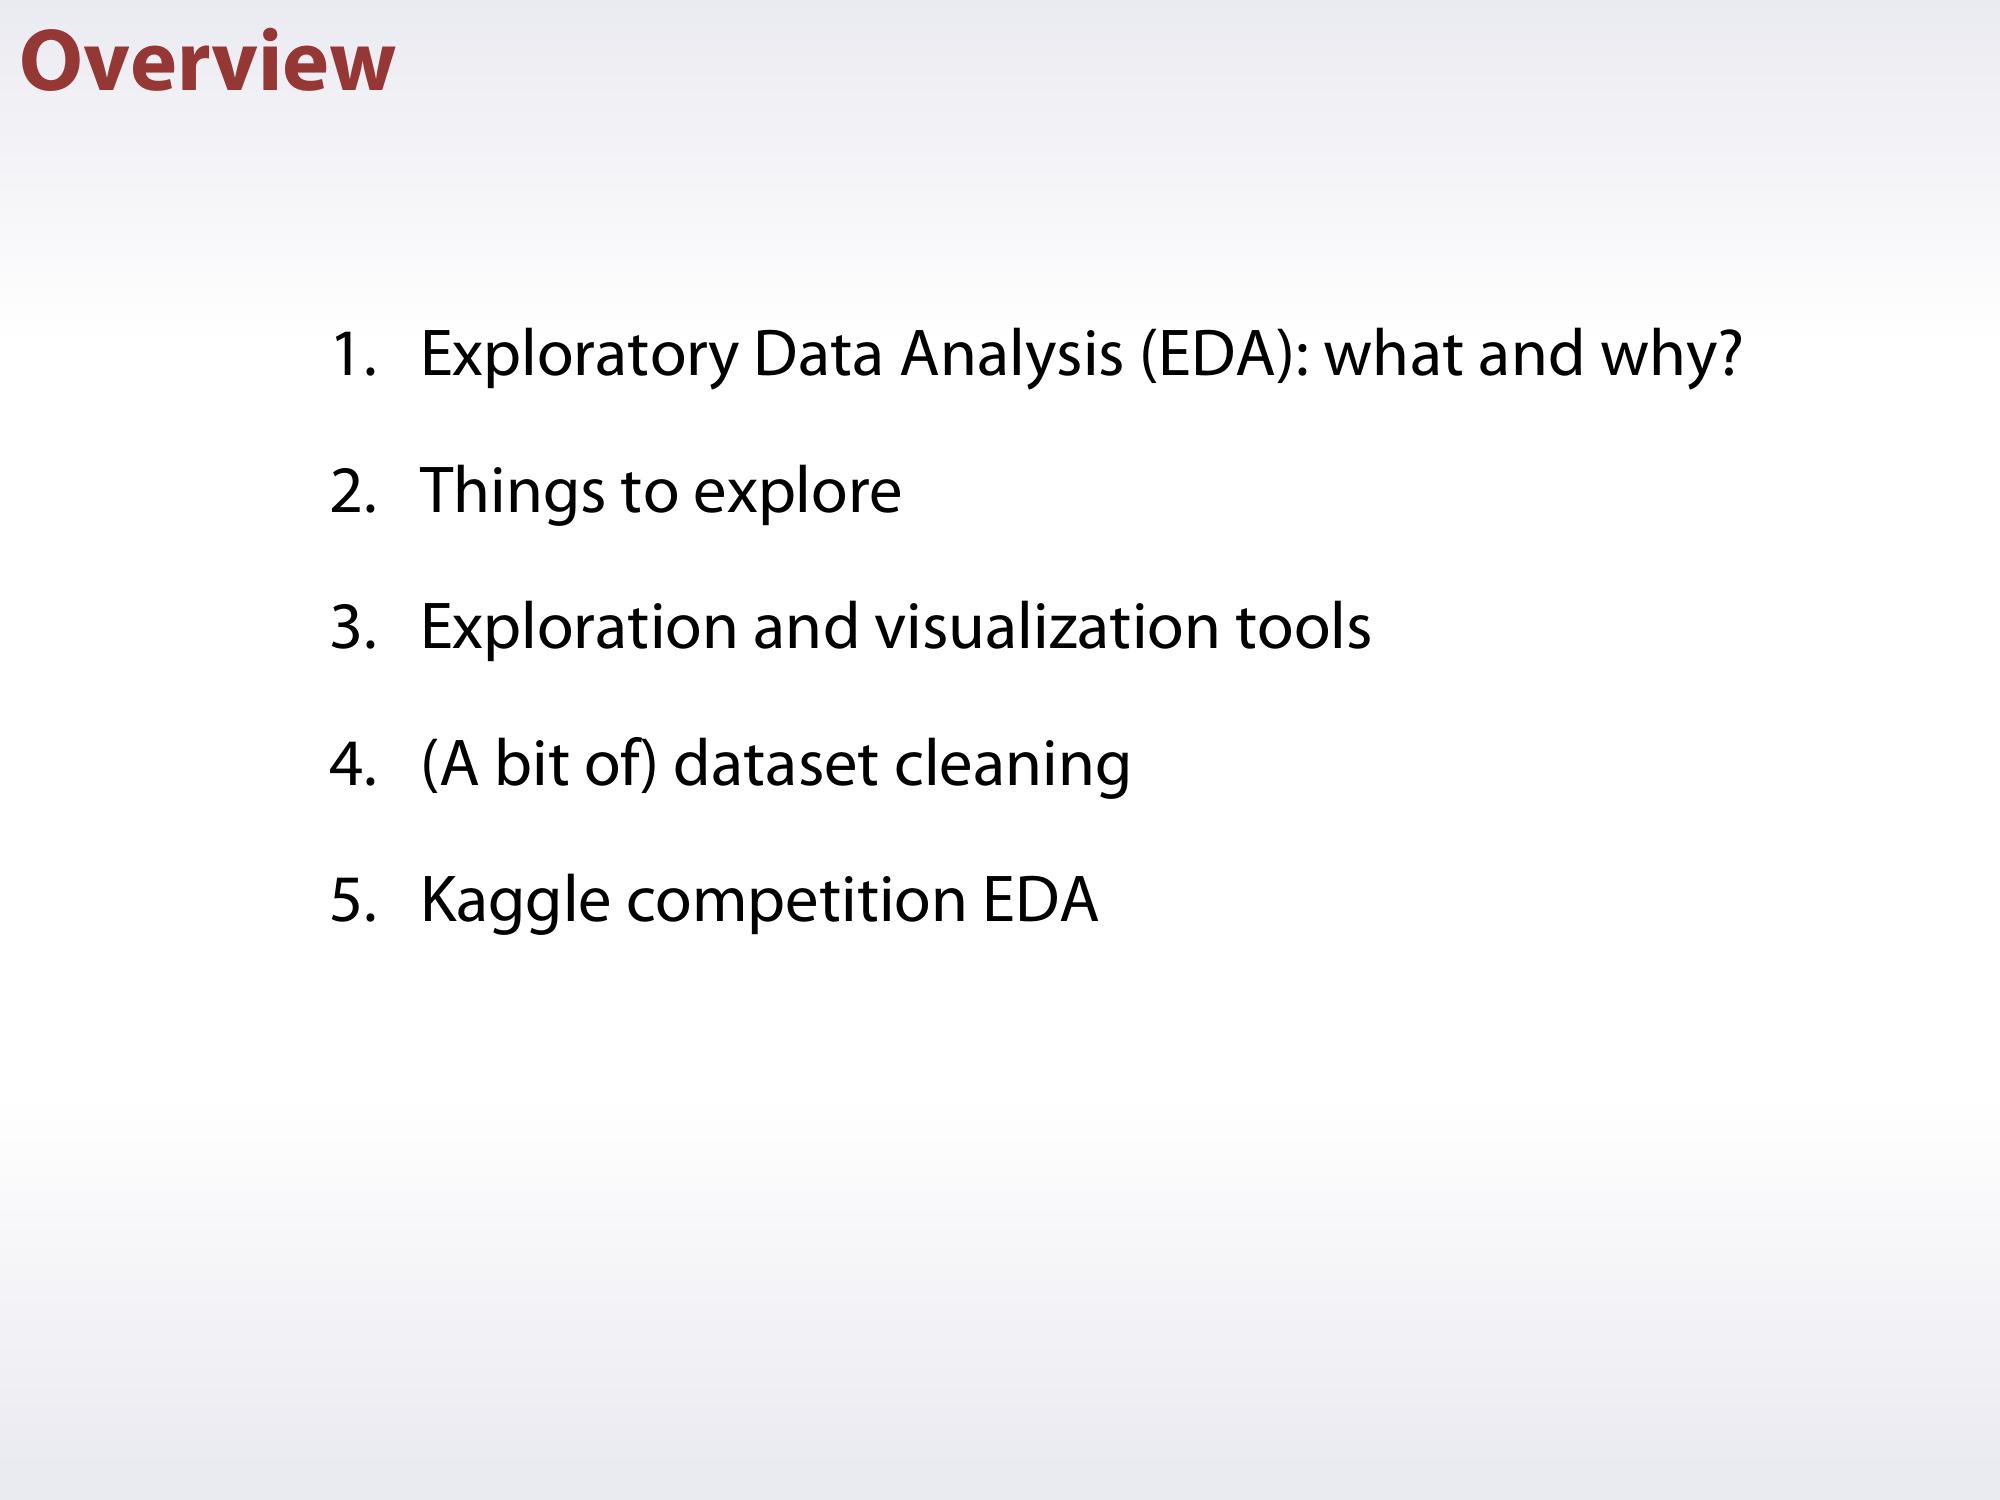 Overview
1. Exploratory Data Analysis (EDA): what and why?
2. Things to explore
3. Exploration and visualization tools
4. (A bit of) dataset cleaning
5. Kaggle competition EDA